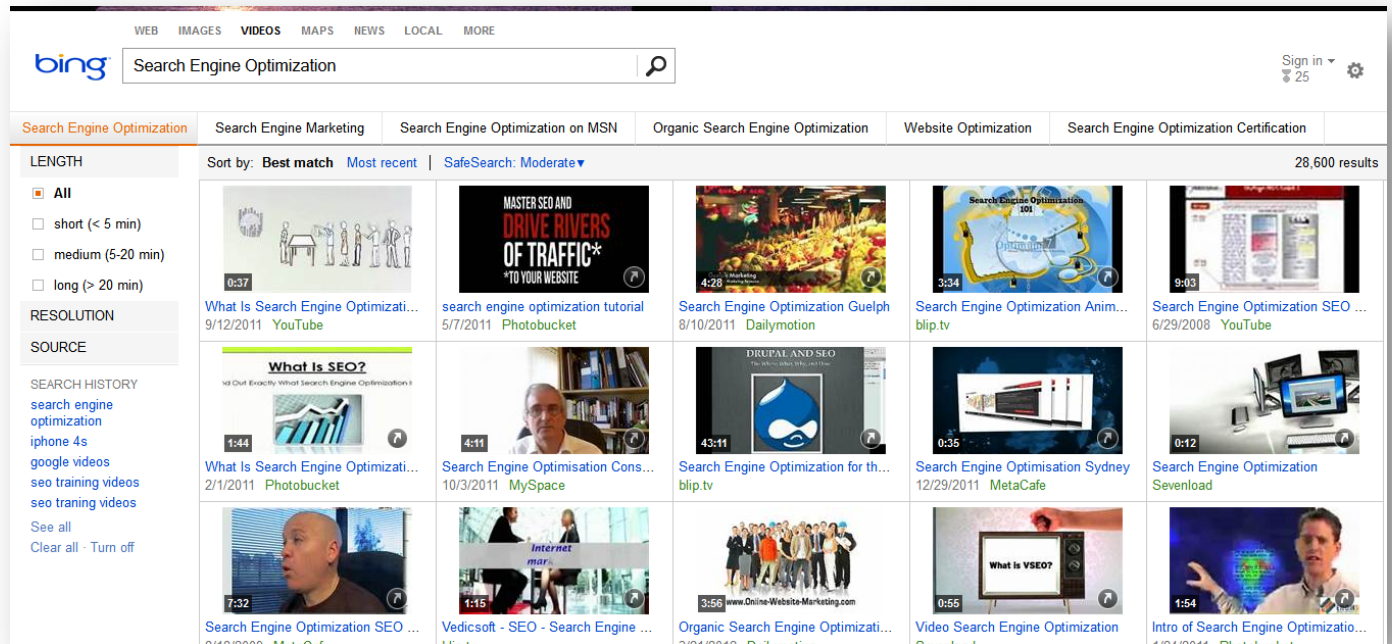 WEB IMAGES VIDEOS MAPS NEWS LOCAL MORE
bing
Search Engine Optimization
Sign in
25
Search Engine Optimization Search Engine Marketing Search Engine Optimization on MSN Organic Search Engine Optimization Website Optimization Search Engine Optimization Certification
LENGTH
All
short (< 5 min)
medium (5-20 min)
long (> 20 min)
RESOLUTION
SOURCE
SEARCH HISTORY
search engine
optimization
iphone 4s
google videos
seo training videos
seo traning videos
See all
Clear all · Turn off
Sort by: Best match Most recent | SafeSearch: Moderate 28,600 results
0:37
What Is Search Engine Optimizati...
9/12/2011 YouTube
MASTER SEO AND
DRIVE RIVERS
OF TRAFFIC*
*TO YOUR WEBSITE
search engine optimization tutorial
5/7/2011 Photobucket
4:28
Search Engine Optimization Guelph
8/10/2011 Dailymotion
Search Engine Optimization
101
3:34
Search Engine Optimization Anim...
blip.tv
9:03
Search Engine Optimization SEO ...
6/29/2008 YouTube
What Is SEO?
1:44
What Is Search Engine Optimizati...
2/1/2011 Photobucket
4:11
Search Engine Optimisation Cons...
10/3/2011 MySpace
DRUPAL AND SEO
43:11
Search Engine Optimization for th...
blip.tv
0:35
Search Engine Optimisation Sydney
12/29/2011 MetaCafe
0:12
Search Engine Optimization
Sevenload
7:32
Search Engine Optimization SEO ...
Internet
1:15
Vedicsoft - SEO - Search Engine ...
3:56
www.Online-Website-Marketing.com
Organic Search Engine Optimizati...
What is VSEO?
0:55
Video Search Engine Optimization
1:54
Intro of Search Engine Optimizatio...